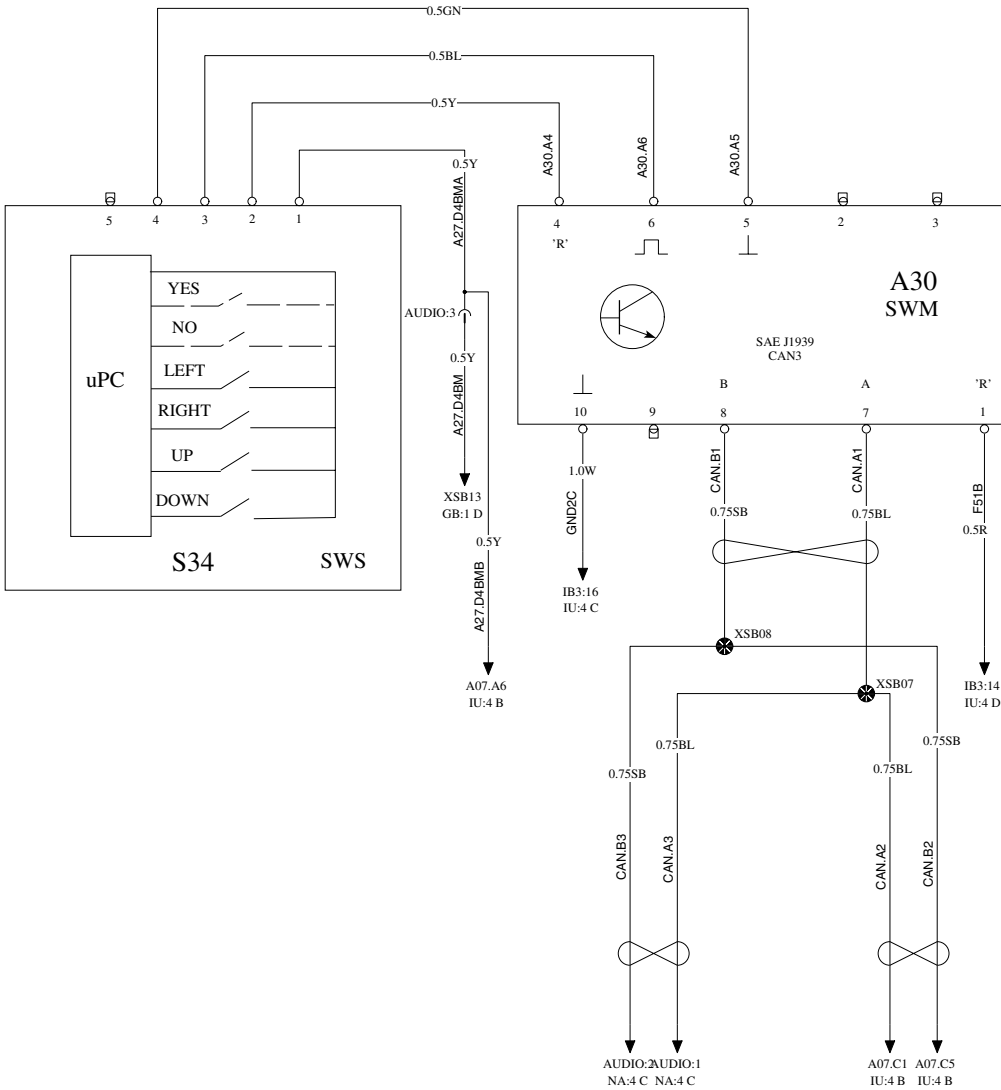 0.5GN
0.5BL
0.5Y
0.5Y
A27.D4BMA
A30.A4
A30.A6
A30.A5
5 4 3 2 1
4 6 5 2 3
'R'
A30
SWM
SAE J1939
CAN3
YES
NO
LEFT
RIGHT
UP
DOWN
uPC
S34 SWS
AUDIO:3
0.5Y
A27.D4BM
XSB13
GB:1 D
0.5Y
A27.D4BMB
A07.A6
IU:4 B
B A 'R'
10 9 8 7 1
1.0W
GND2C
IB3:16
IU:4 C
CAN.B1
0.75SB
CAN.A1
0.75BL
F51B
0.5R
IB3:14
IU:4 D
XSB08
XSB07
0.75SB
0.75BL
0.75BL
0.75SB
CAN.B3
CAN.A3
CAN.A2
CAN.B2
AUDIO:2 AUDIO:1 A07.C1 A07.C5
NA:4 C NA:4 C IU:4 B IU:4 B